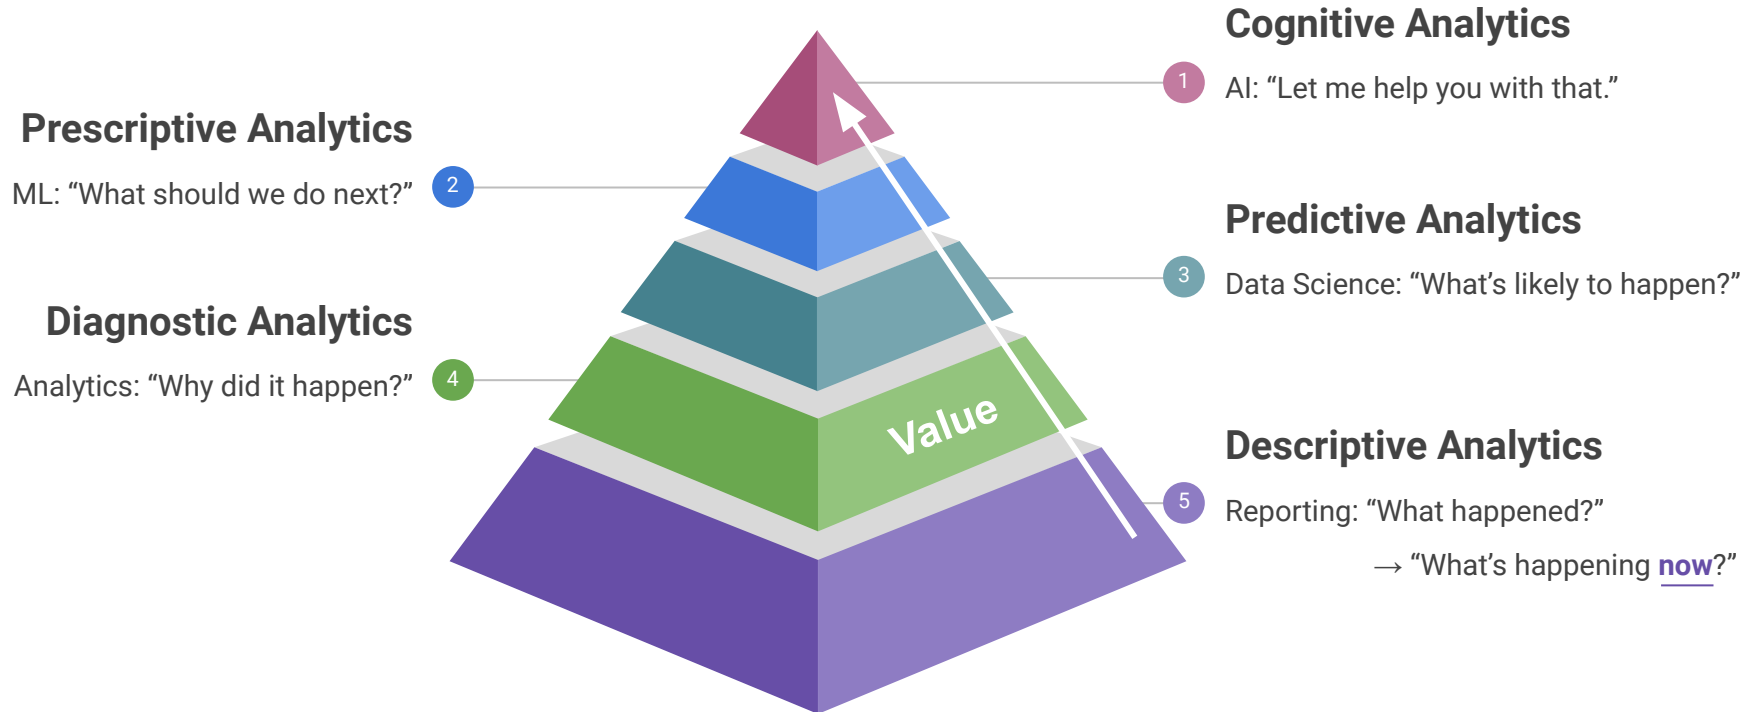 Cognitive Analytics
1
AI: “Let me help you with that.”
Prescriptive Analytics
ML: “What should we do next?”
2
Predictive Analytics
3
Data Science: “What’s likely to happen?”
Diagnostic Analytics
Analytics: “Why did it happen?”
4
Value
Descriptive Analytics
5
Reporting: “What happened?”
→ “What’s happening now?”